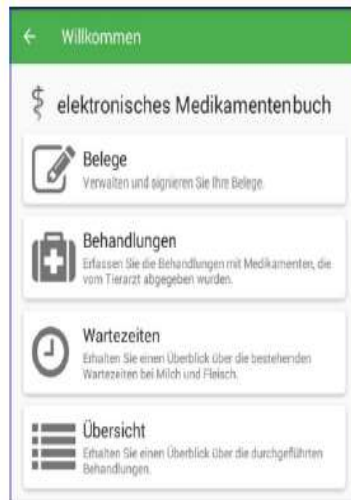 Willkommen
elektronisches Medikamentenbuch
Belege
Verwalten und signieren Sie Ihre Belege.
Behandlungen
Erfassen Sie die Behandlungen mit Medikamenten, die
vom Tierarzt abgegeben wurden.
Wartezeiten
Erhalten Sie einen Überblick über die bestehenden
Wartezeiten bei Milch und Fleisch.
Übersicht
Erhalten Sie einen Überblick über die durchgeführten
Behandlungen.